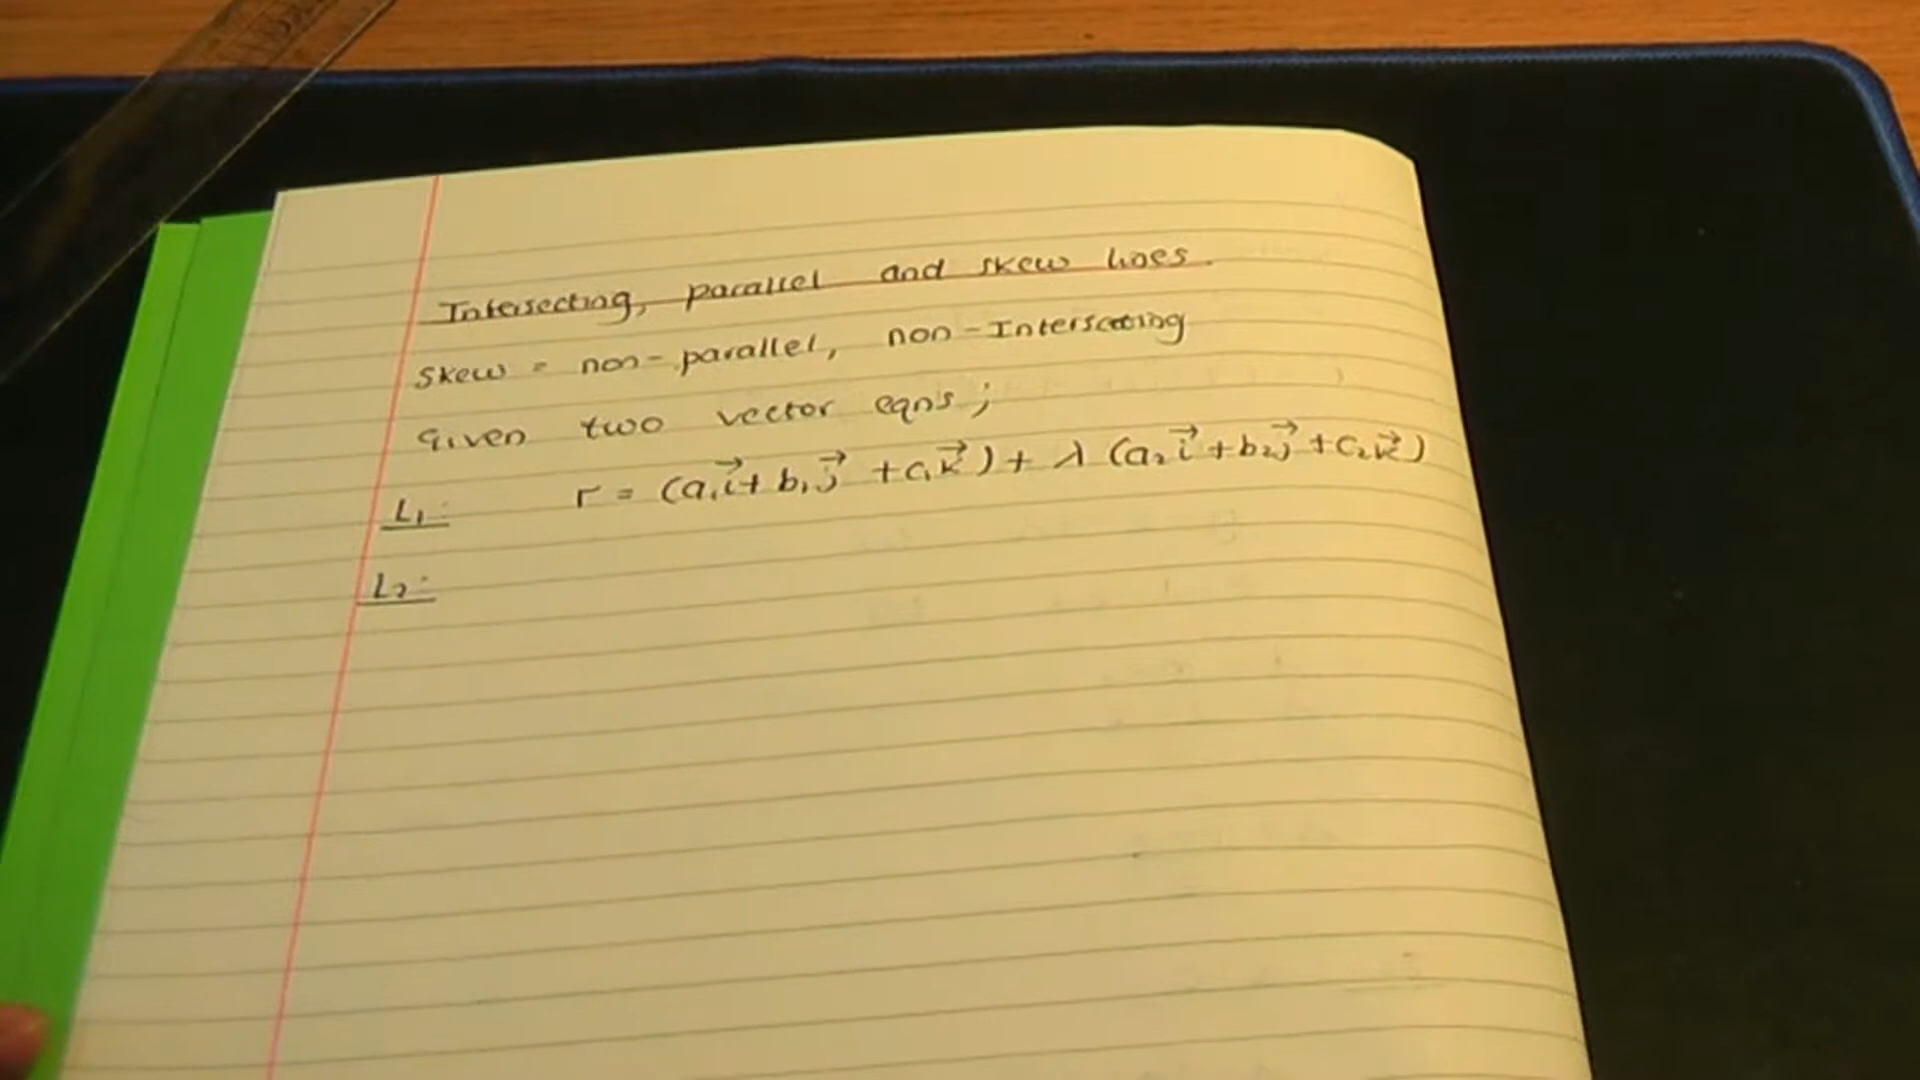 Intersecting, parallel and skew lines.
Skew = non-parallel, non-Intersecting
Given two vector eqns;
L₁: r = (a₁i⃗ + b₁j⃗ + c₁k⃗) + λ (a₂i⃗ + b₂j⃗ + c₂k⃗)
L₂: